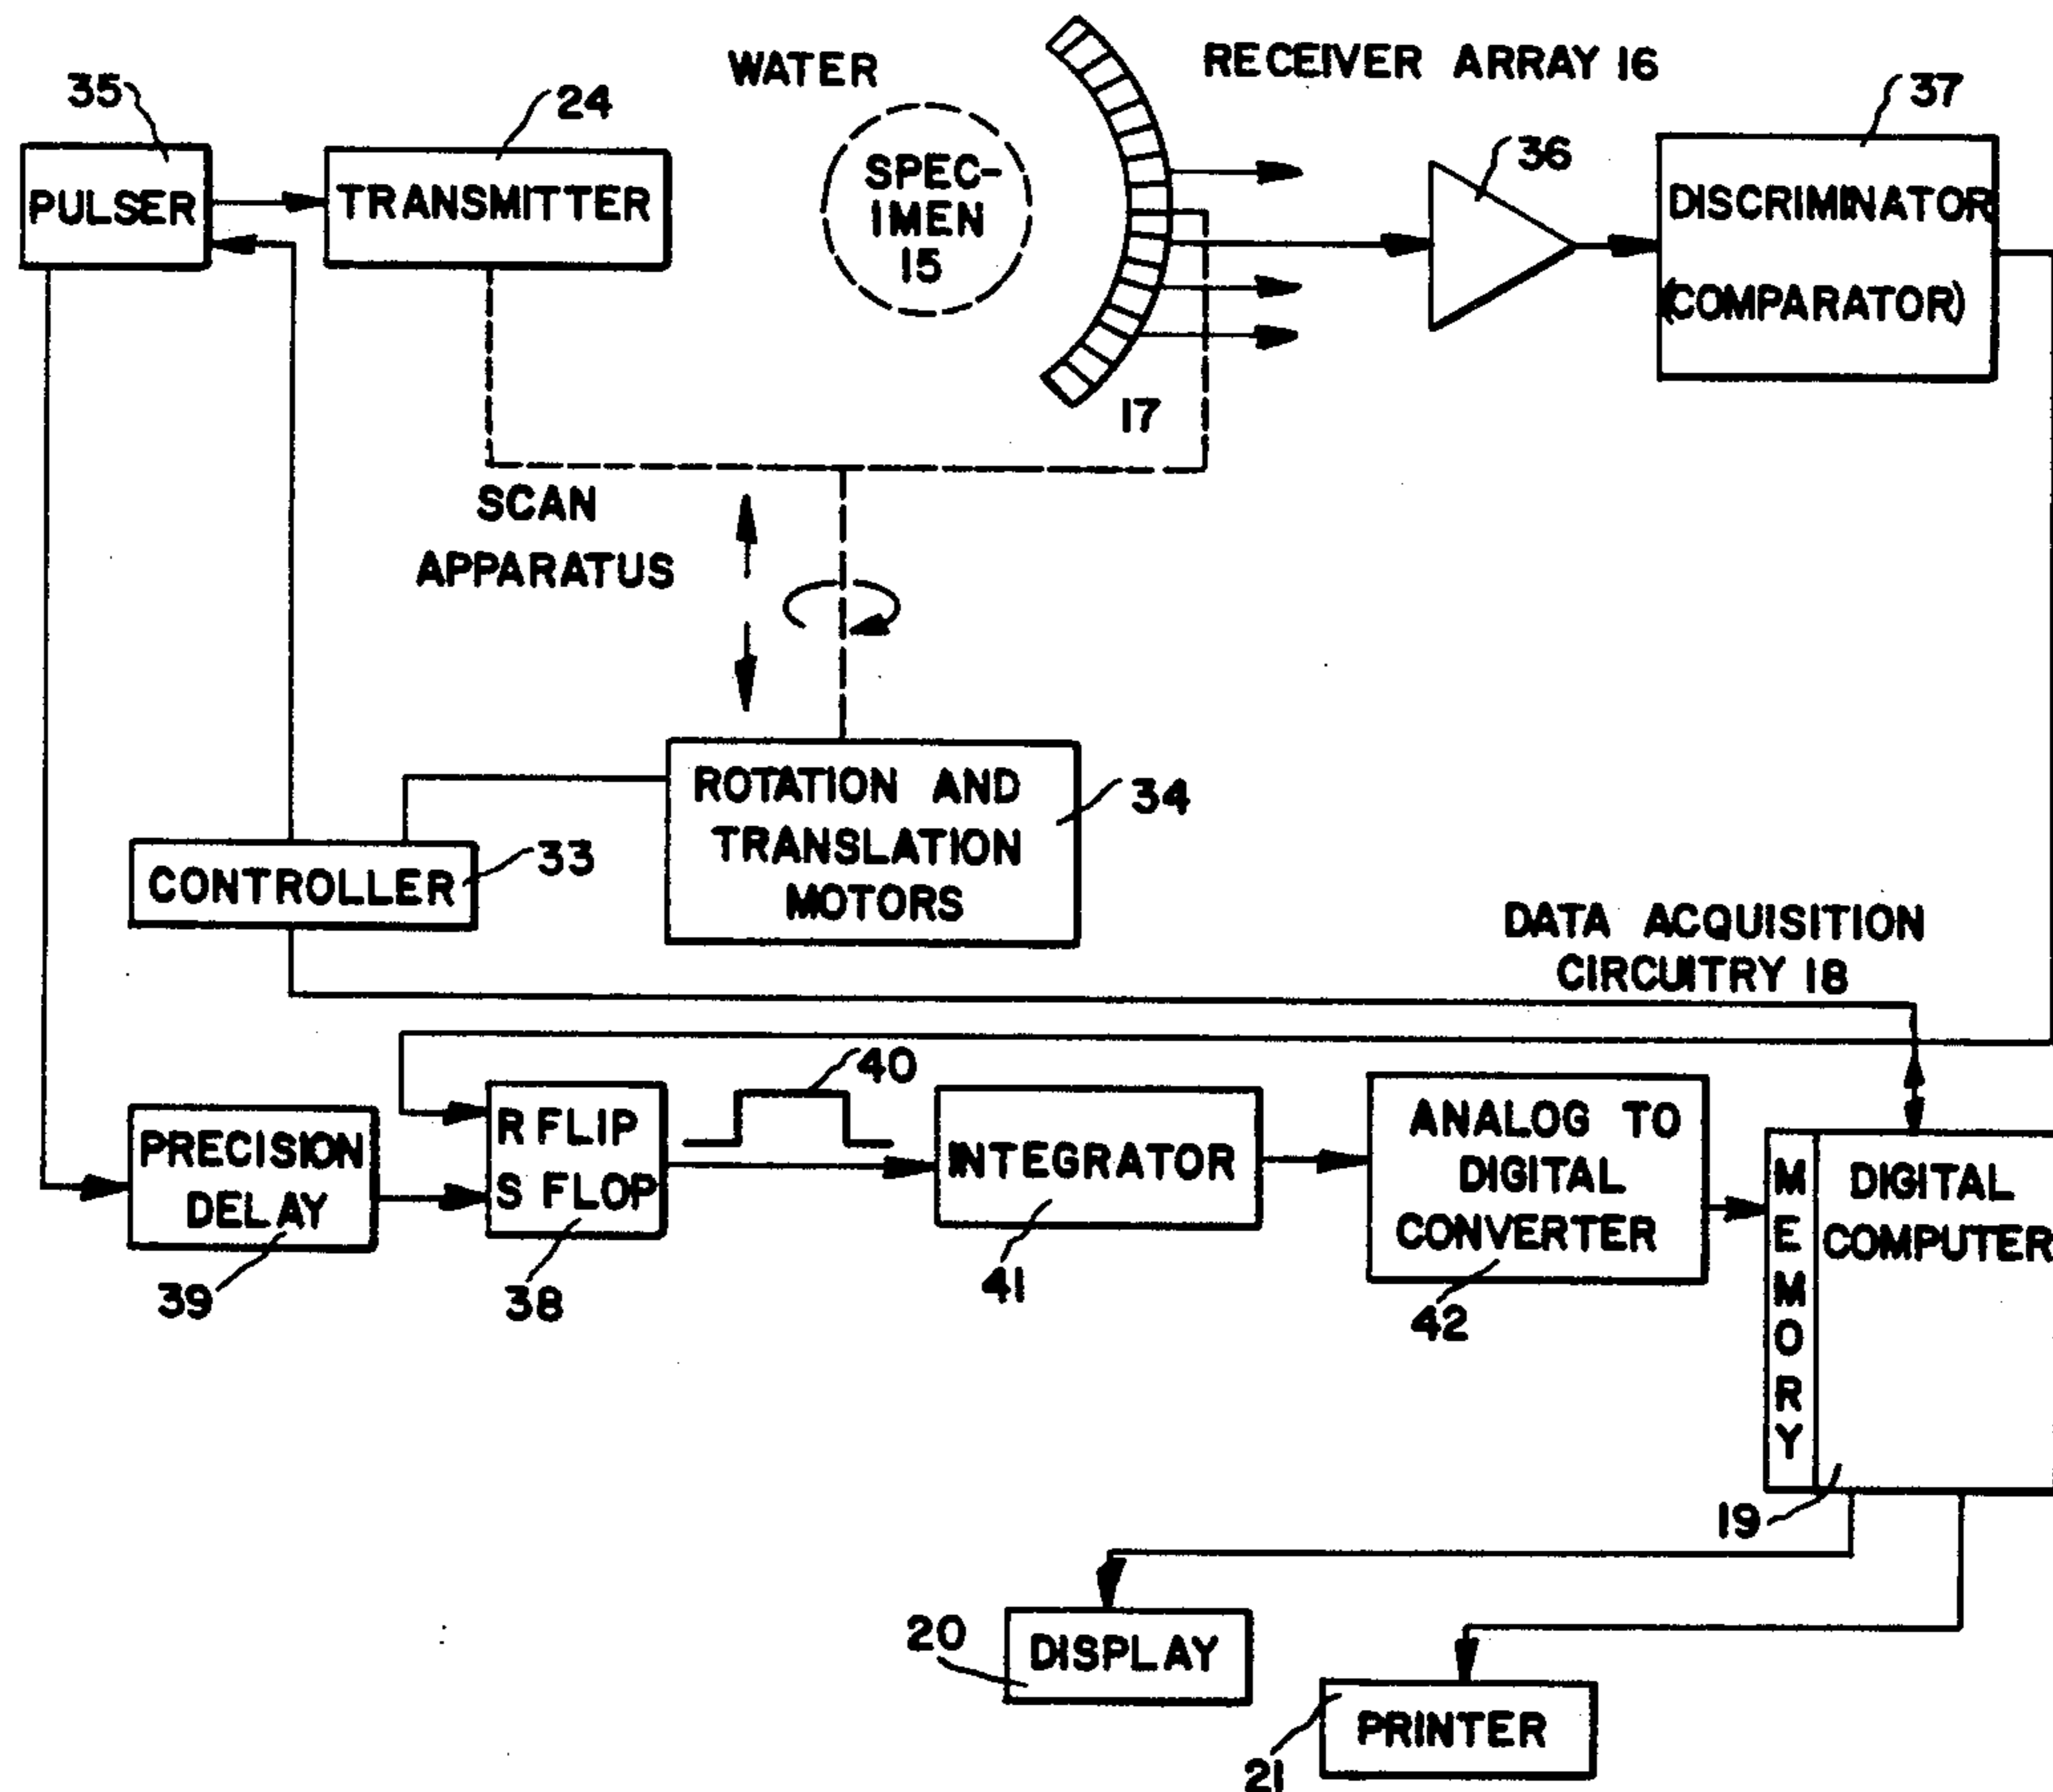 35
24
WATER
RECEIVER ARRAY 16
37
PULSER
TRANSMITTER
SPEC-
IMEN
15
36
DISCRIMINATOR
(COMPARATOR)
17
SCAN
APPARATUS
ROTATION AND
TRANSLATION
MOTORS
34
CONTROLLER
33
DATA ACQUISITION
CIRCUITRY 18
40
PRECISION
DELAY
39
R FLIP
S FLOP
38
INTEGRATOR
41
ANALOG TO
DIGITAL
CONVERTER
42
MEMORY
DIGITAL
COMPUTER
19
20
DISPLAY
21
PRINTER